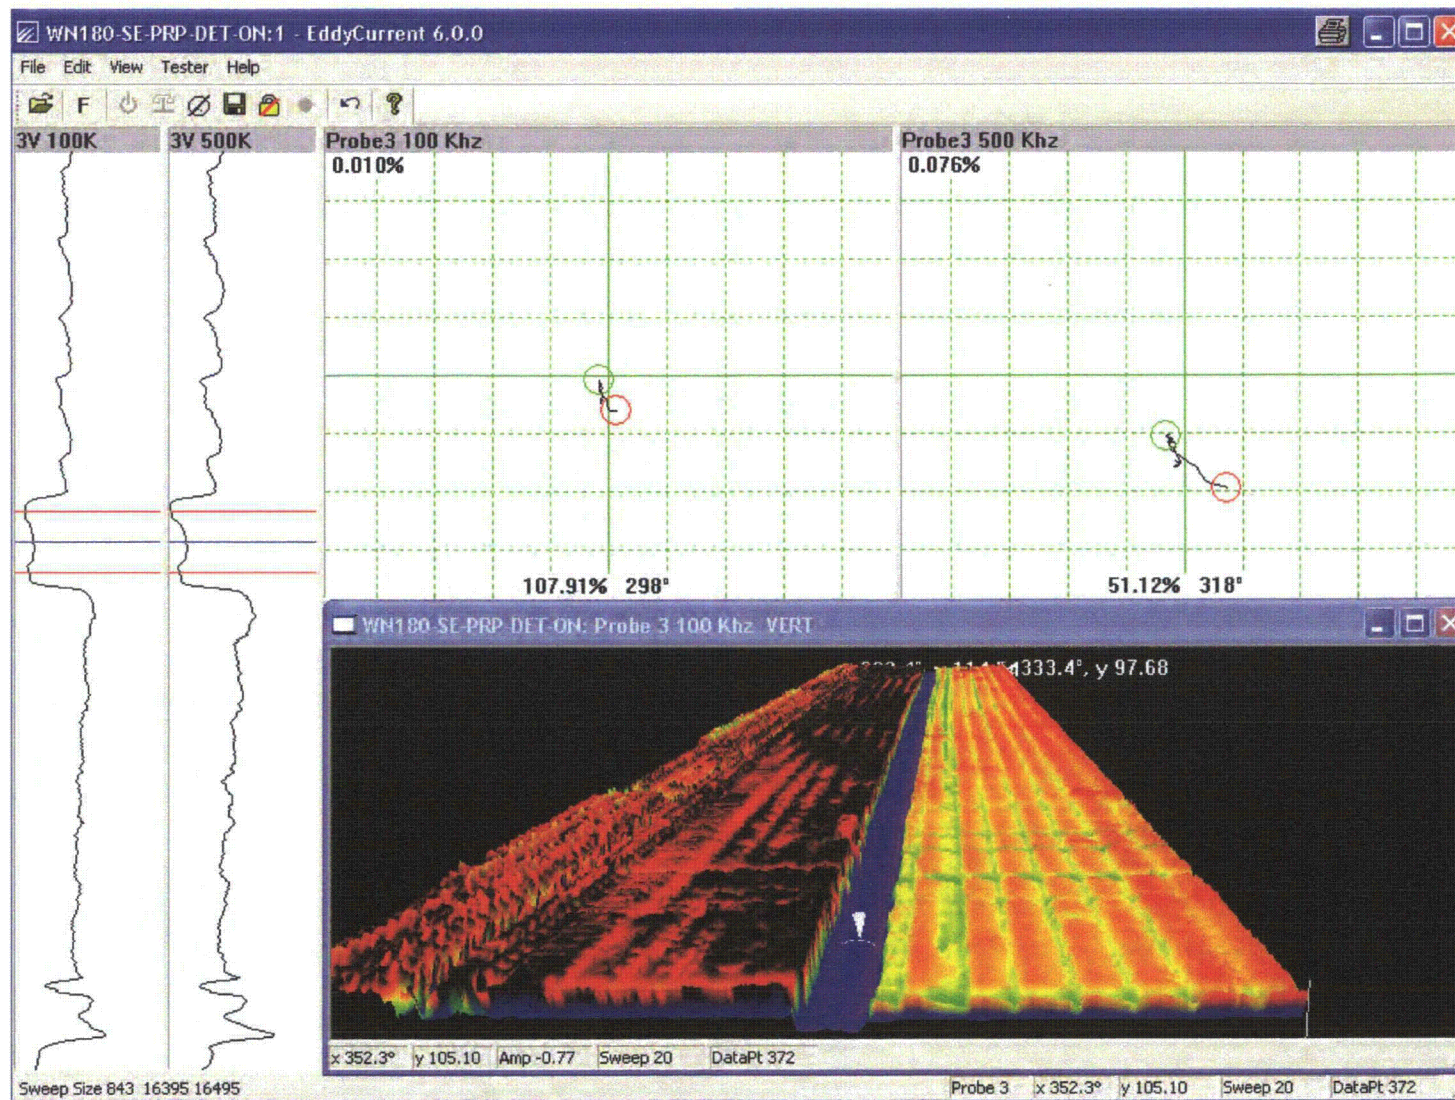 WN180-SE-PRP-DET-ON:1 - EddyCurrent 6.0.0
File Edit View Tester Help
F
3V 100K
3V 500K
Probe3 100 Khz
0.010%
107.91% 298°
Probe3 500 Khz
0.076%
51.12% 318°
WN180-SE-PRP-DET-ON: Probe 3 100 Khz VERT
333.4°, y 97.68
x 352.3° y 105.10 Amp -0.77 Sweep 20 DataPt 372
Sweep Size 843 16395 16495 Probe 3 x 352.3° y 105.10 Sweep 20 DataPt 372